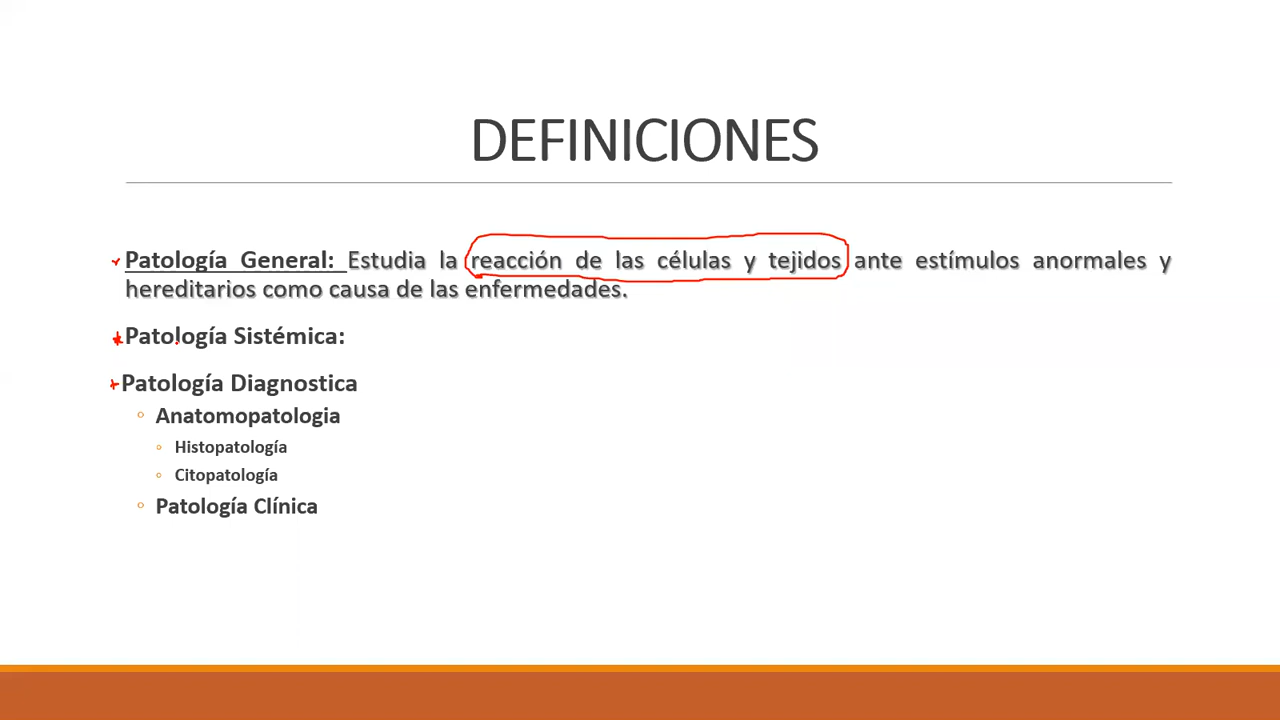 DEFINICIONES
Patología General: Estudia la reacción de las células y tejidos ante estímulos anormales y
hereditarios como causa de las enfermedades.
Patología Sistémica:
Patología Diagnostica
Anatomopatologia
Histopatología
Citopatología
Patología Clínica